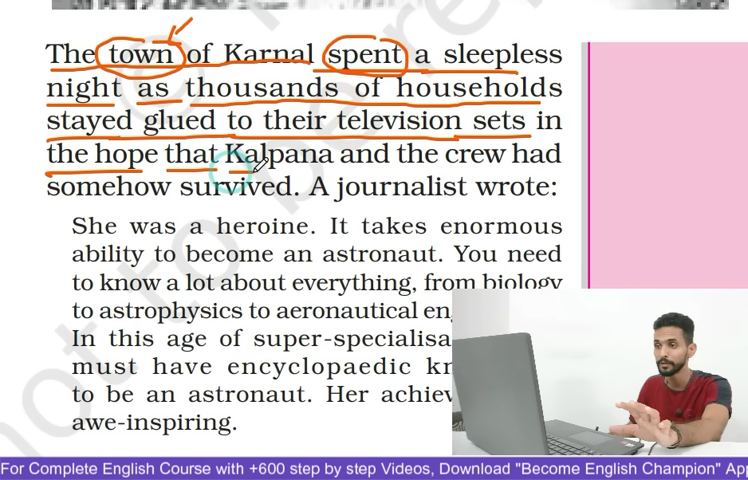 The town of Karnal spent a sleepless
night as thousands of households
stayed glued to their television sets in
the hope that Kalpana and the crew had
somehow survived. A journalist wrote:
She was a heroine. It takes enormous
ability to become an astronaut. You need
to know a lot about everything, from biology
to astrophysics to aeronautical en
In this age of super-specialisa
must have encyclopaedic kn
to be an astronaut. Her achiev
awe-inspiring.
For Complete English Course with +600 step by step Videos, Download "Become English Champion" Ap